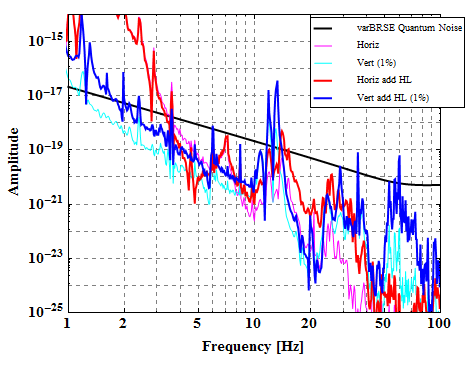 varBRSE Quantum Noise
Horiz
Vert (1%)
Horiz add HL
Vert add HL (1%)
Amplitude
10−15
10−17
10−19
10−21
10−23
10−25
1 2 5 10 20 50 100
Frequency [Hz]